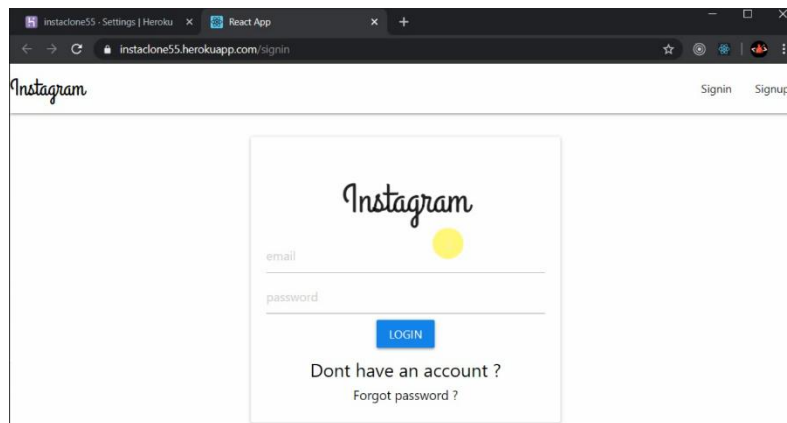 instaclone55 - Settings | Heroku
React App
instaclone55.herokuapp.com/signin
Instagram
Signin
Signup
Instagram
email
password
LOGIN
Dont have an account ?
Forgot password ?